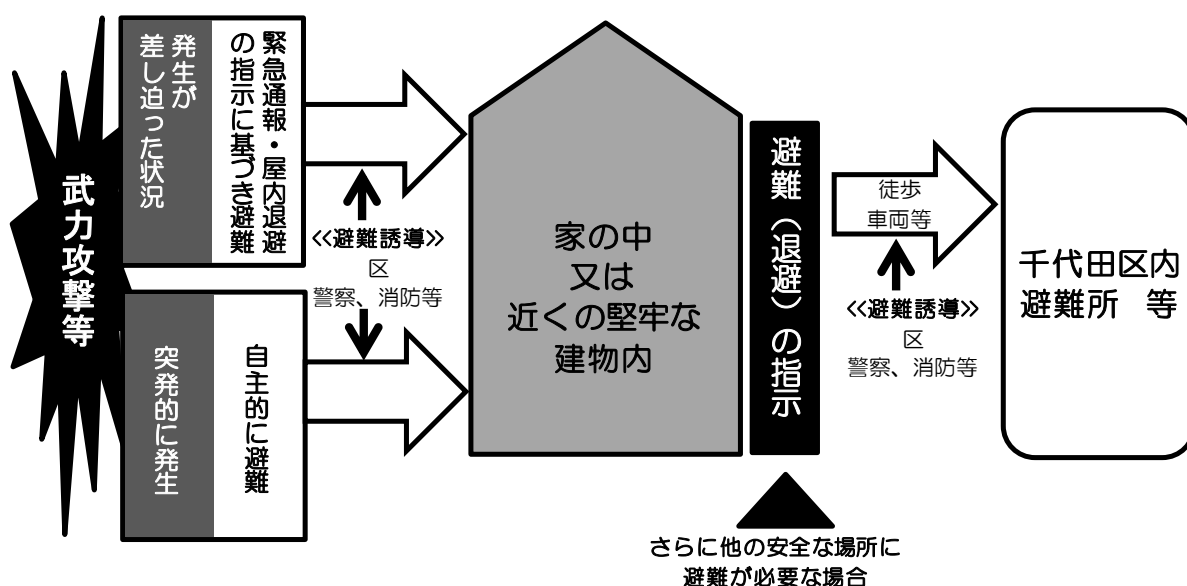 武力攻撃等
発生が
差し迫った状況
緊急通報・屋内退避
の指示に基づき避難
突発的に発生
自主的に避難
≪避難誘導≫
区
警察、消防等
家の中
又は
近くの堅牢な
建物内
避難（退避）の指示
さらに他の安全な場所に
避難が必要な場合
徒歩
車両等
≪避難誘導≫
区
警察、消防等
千代田区内
避難所　等